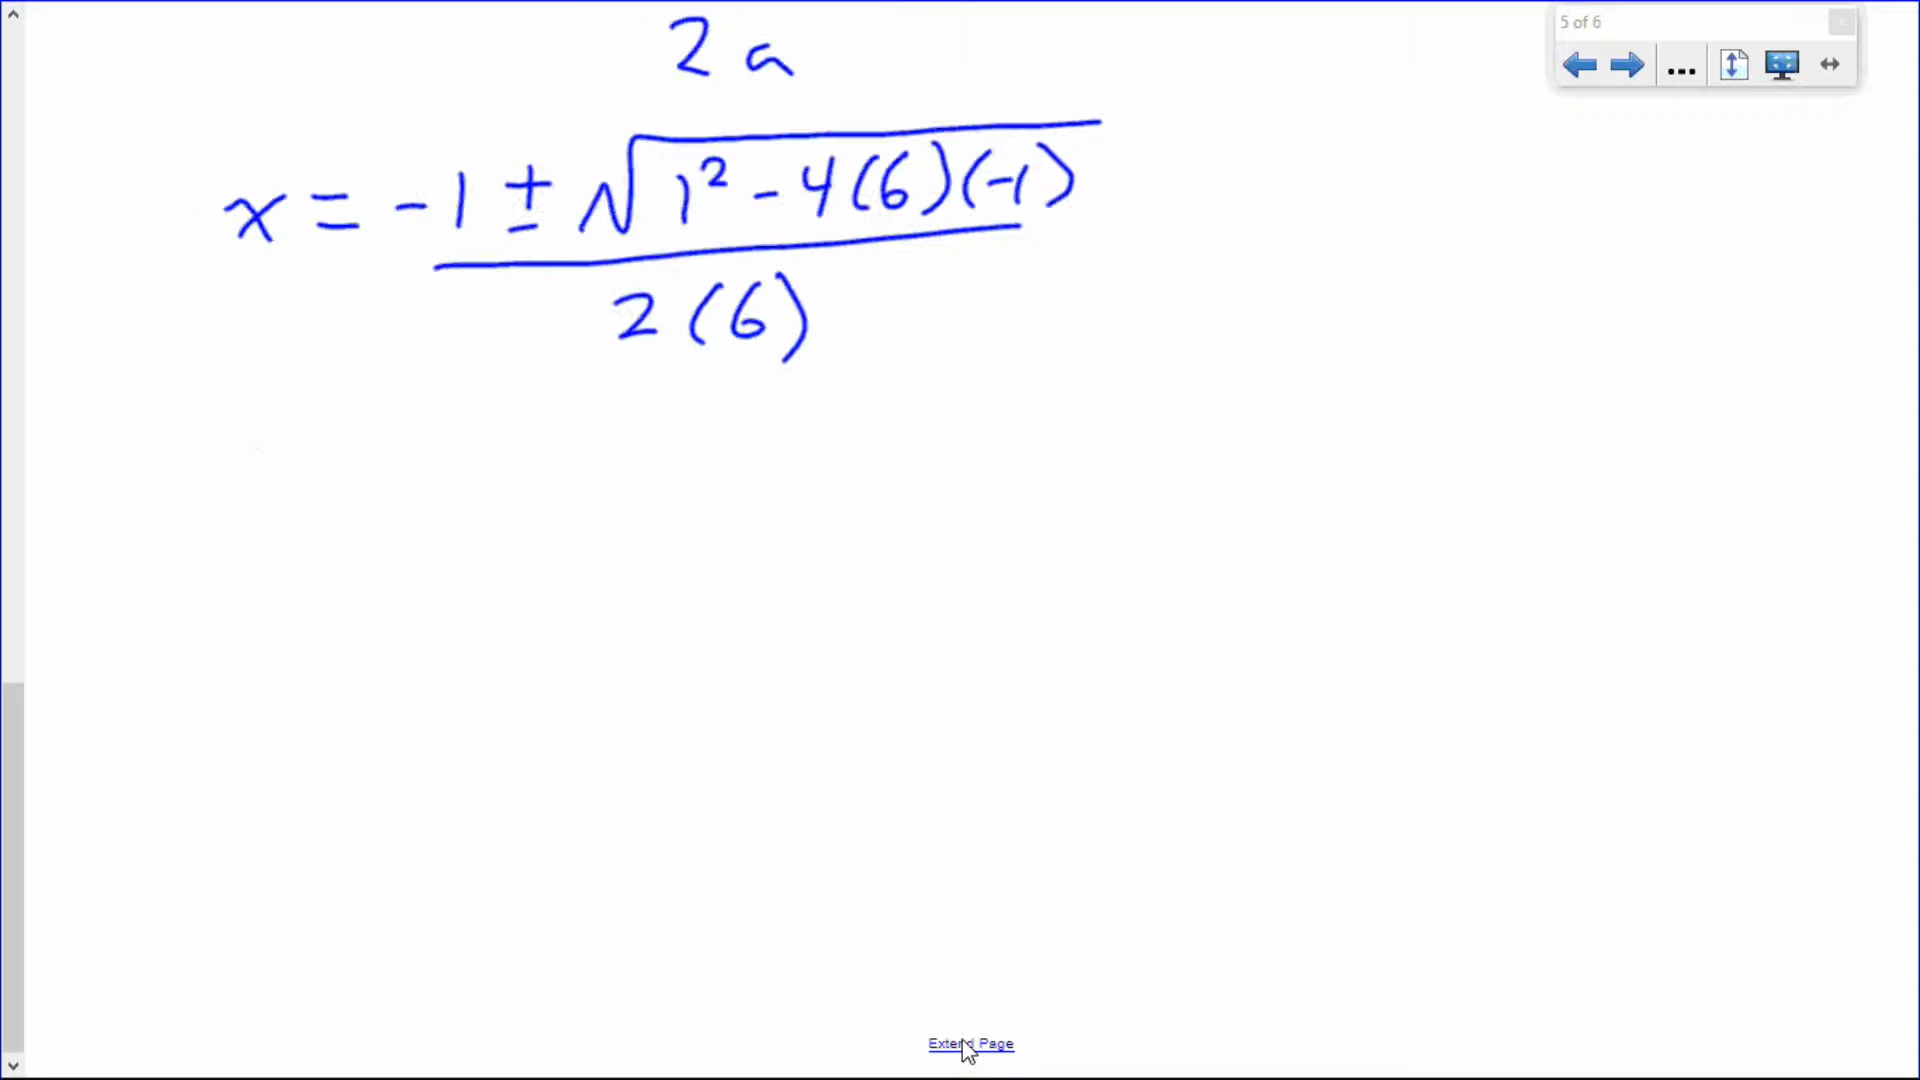 5 of 6
2a
x = -1 ± √1² - 4(6)(-1)
2(6)
Extend Page